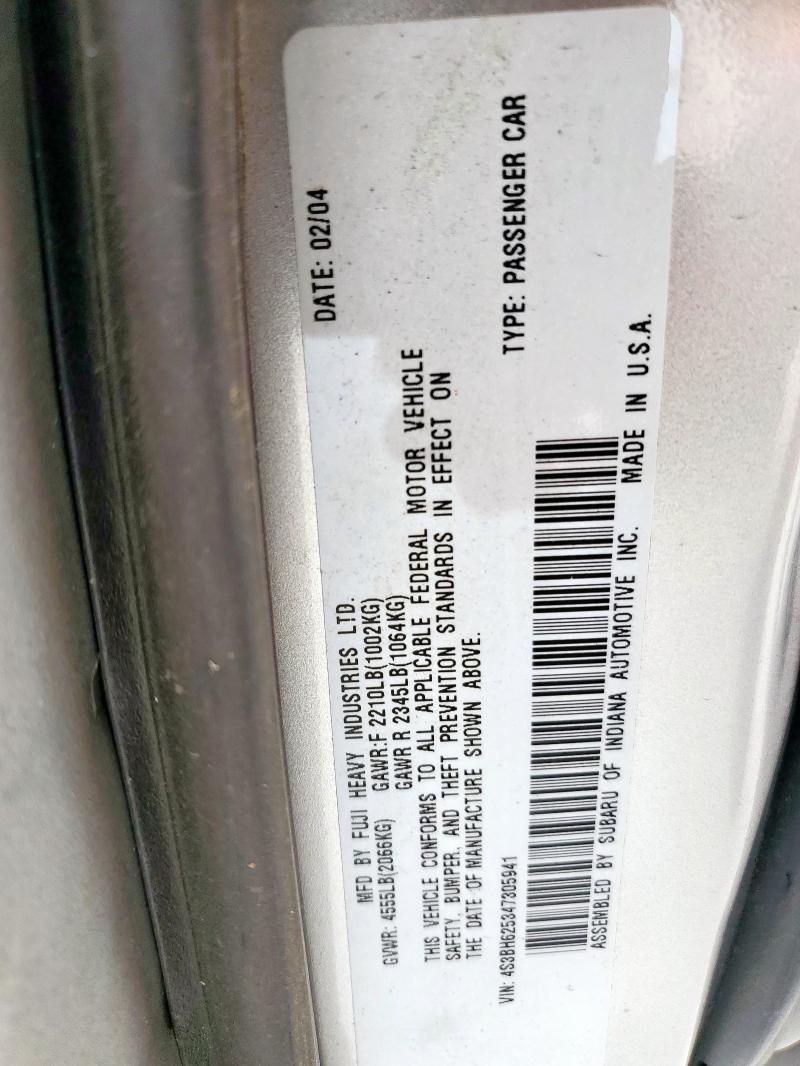 MFD BY FUJI HEAVY INDUSTRIES LTD. DATE: 02/04
GVWR: 4555LB(2066KG) GAWR:F 2210LB(1002KG)
GAWR R 2345LB(1064KG)
THIS VEHICLE CONFORMS TO ALL APPLICABLE FEDERAL MOTOR VEHICLE
SAFETY, BUMPER, AND THEFT PREVENTION STANDARDS IN EFFECT ON
THE DATE OF MANUFACTURE SHOWN ABOVE.
VIN: 4S3BH625347305941 TYPE: PASSENGER CAR
ASSEMBLED BY SUBARU OF INDIANA AUTOMOTIVE INC. MADE IN U.S.A.